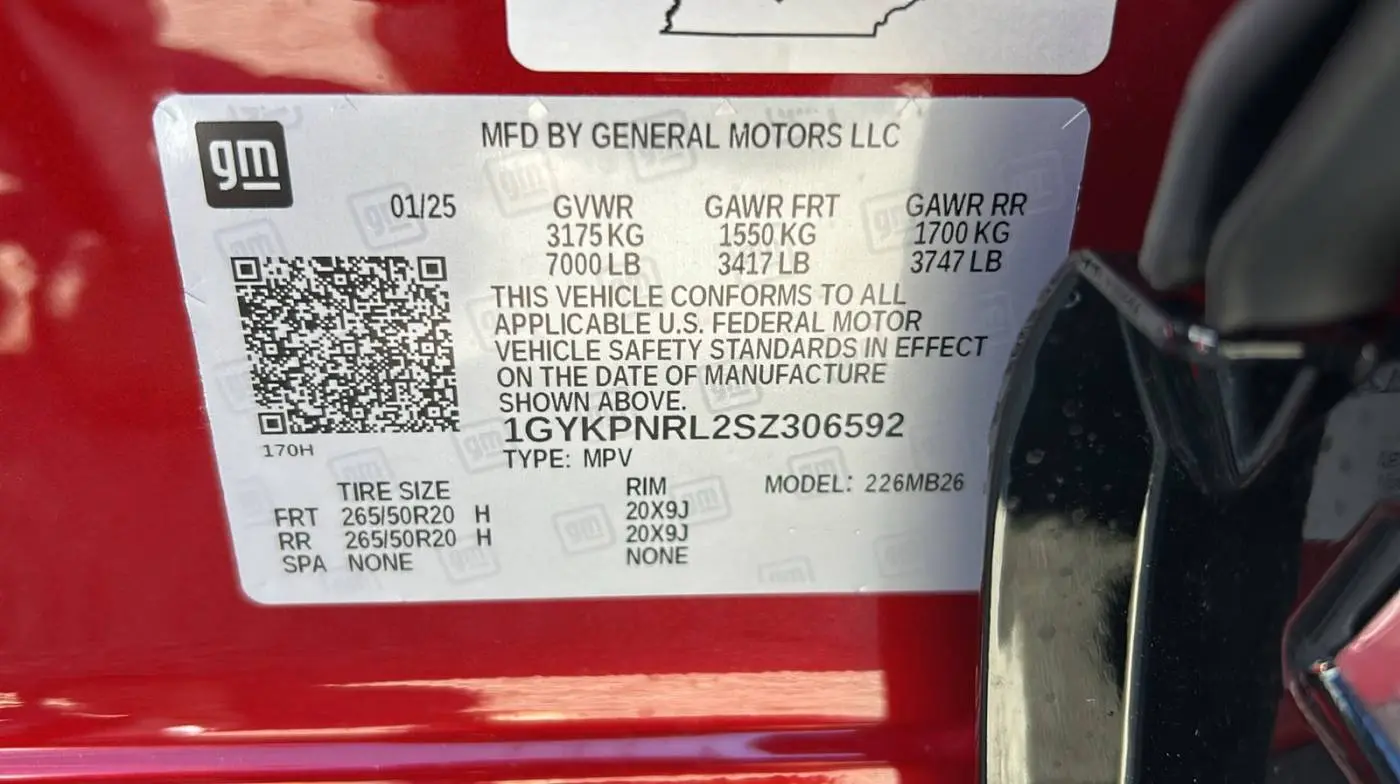 gm
MFD BY GENERAL MOTORS LLC
01/25 GVWR GAWR FRT GAWR RR
3175 KG 1550 KG 1700 KG
7000 LB 3417 LB 3747 LB
THIS VEHICLE CONFORMS TO ALL
APPLICABLE U.S. FEDERAL MOTOR
VEHICLE SAFETY STANDARDS IN EFFECT
ON THE DATE OF MANUFACTURE
SHOWN ABOVE.
1GYKPNRL2SZ306592
170H
TYPE: MPV
TIRE SIZE RIM MODEL: 226MB26
FRT 265/50R20 H 20X9J
RR 265/50R20 H 20X9J
SPA NONE NONE